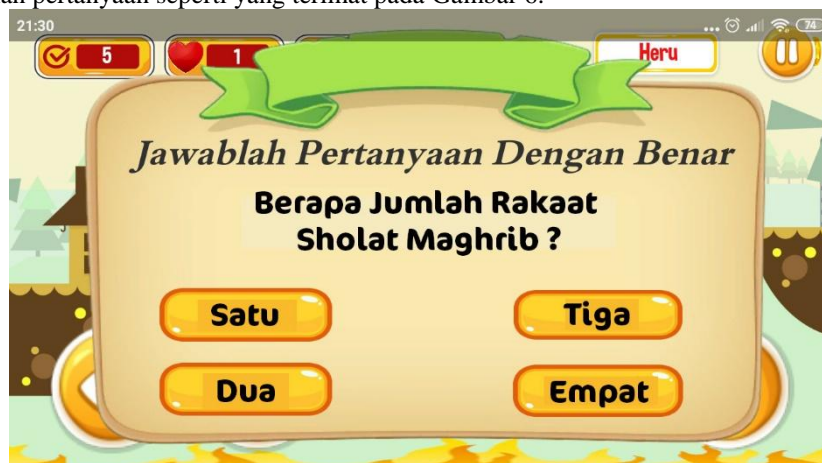 an pertanyaan seperti yang terlihat pada Gambar 6.
21:30
74
5
1
Heru
Jawablah Pertanyaan Dengan Benar
Berapa Jumlah Rakaat
Sholat Maghrib ?
Satu
Tiga
Dua
Empat